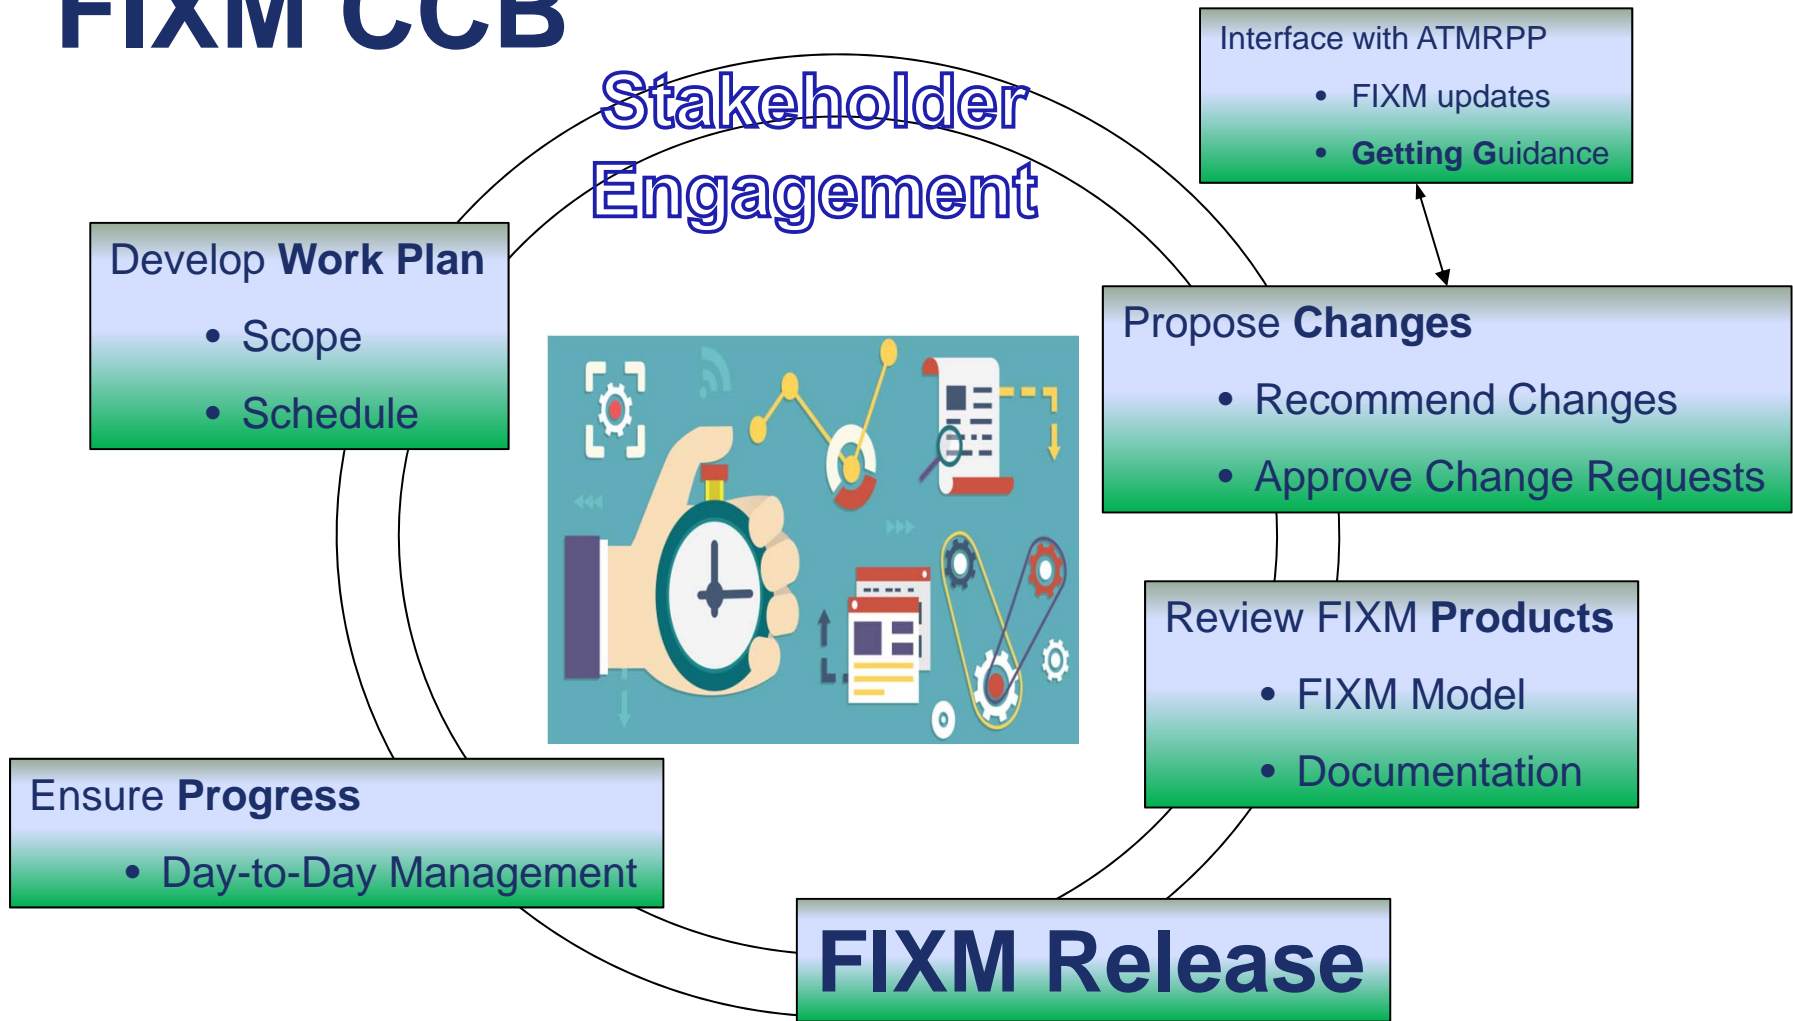 FIXM CCB
Stakeholder
Engagement
Interface with ATMRPP
• FIXM updates
• Getting Guidance
Develop Work Plan
• Scope
• Schedule
Propose Changes
• Recommend Changes
• Approve Change Requests
Review FIXM Products
• FIXM Model
• Documentation
Ensure Progress
• Day-to-Day Management
FIXM Release